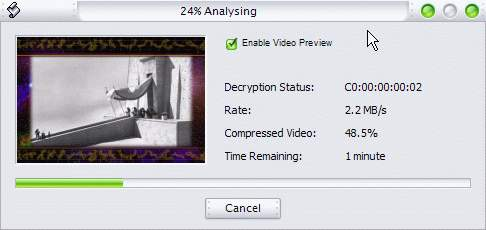 24% Analysing
Enable Video Preview
Decryption Status: C0:00:00:00:02
Rate: 2.2 MB/s
Compressed Video: 48.5%
Time Remaining: 1 minute
Cancel